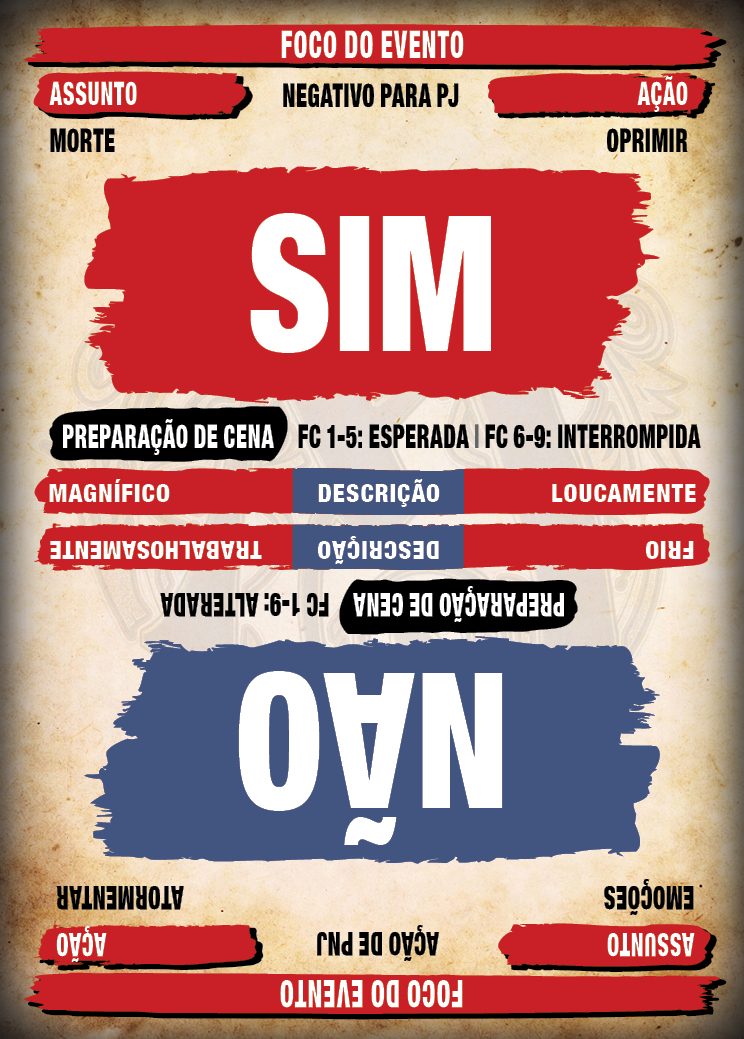 FOCO DO EVENTO
ASSUNTO NEGATIVO PARA PJ AÇÃO
MORTE OPRIMIR
SIM
PREPARAÇÃO DE CENA FC 1-5: ESPERADA | FC 6-9: INTERROMPIDA
MAGNÍFICO DESCRIÇÃO LOUCAMENTE
FRIO DESCRIÇÃO TRABALHOSAMENTE
PREPARAÇÃO DE CENA FC 1-9: ALTERADA
NÃO
EMOÇÕES ATORMENTAR
ASSUNTO AÇÃO DE PNJ AÇÃO
FOCO DO EVENTO